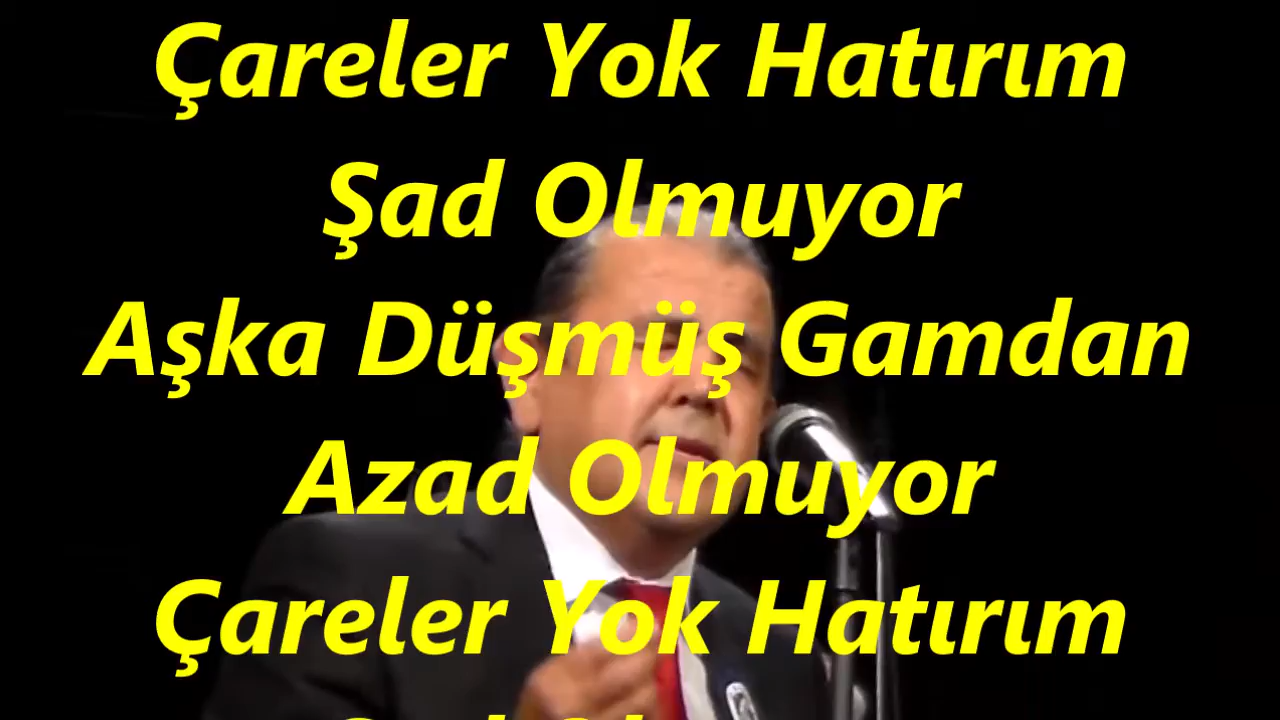 Çareler Yok Hatırım
Şad Olmuyor
Aşka Düşmüş Gamdan
Azad Olmuyor
Çareler Yok Hatırım